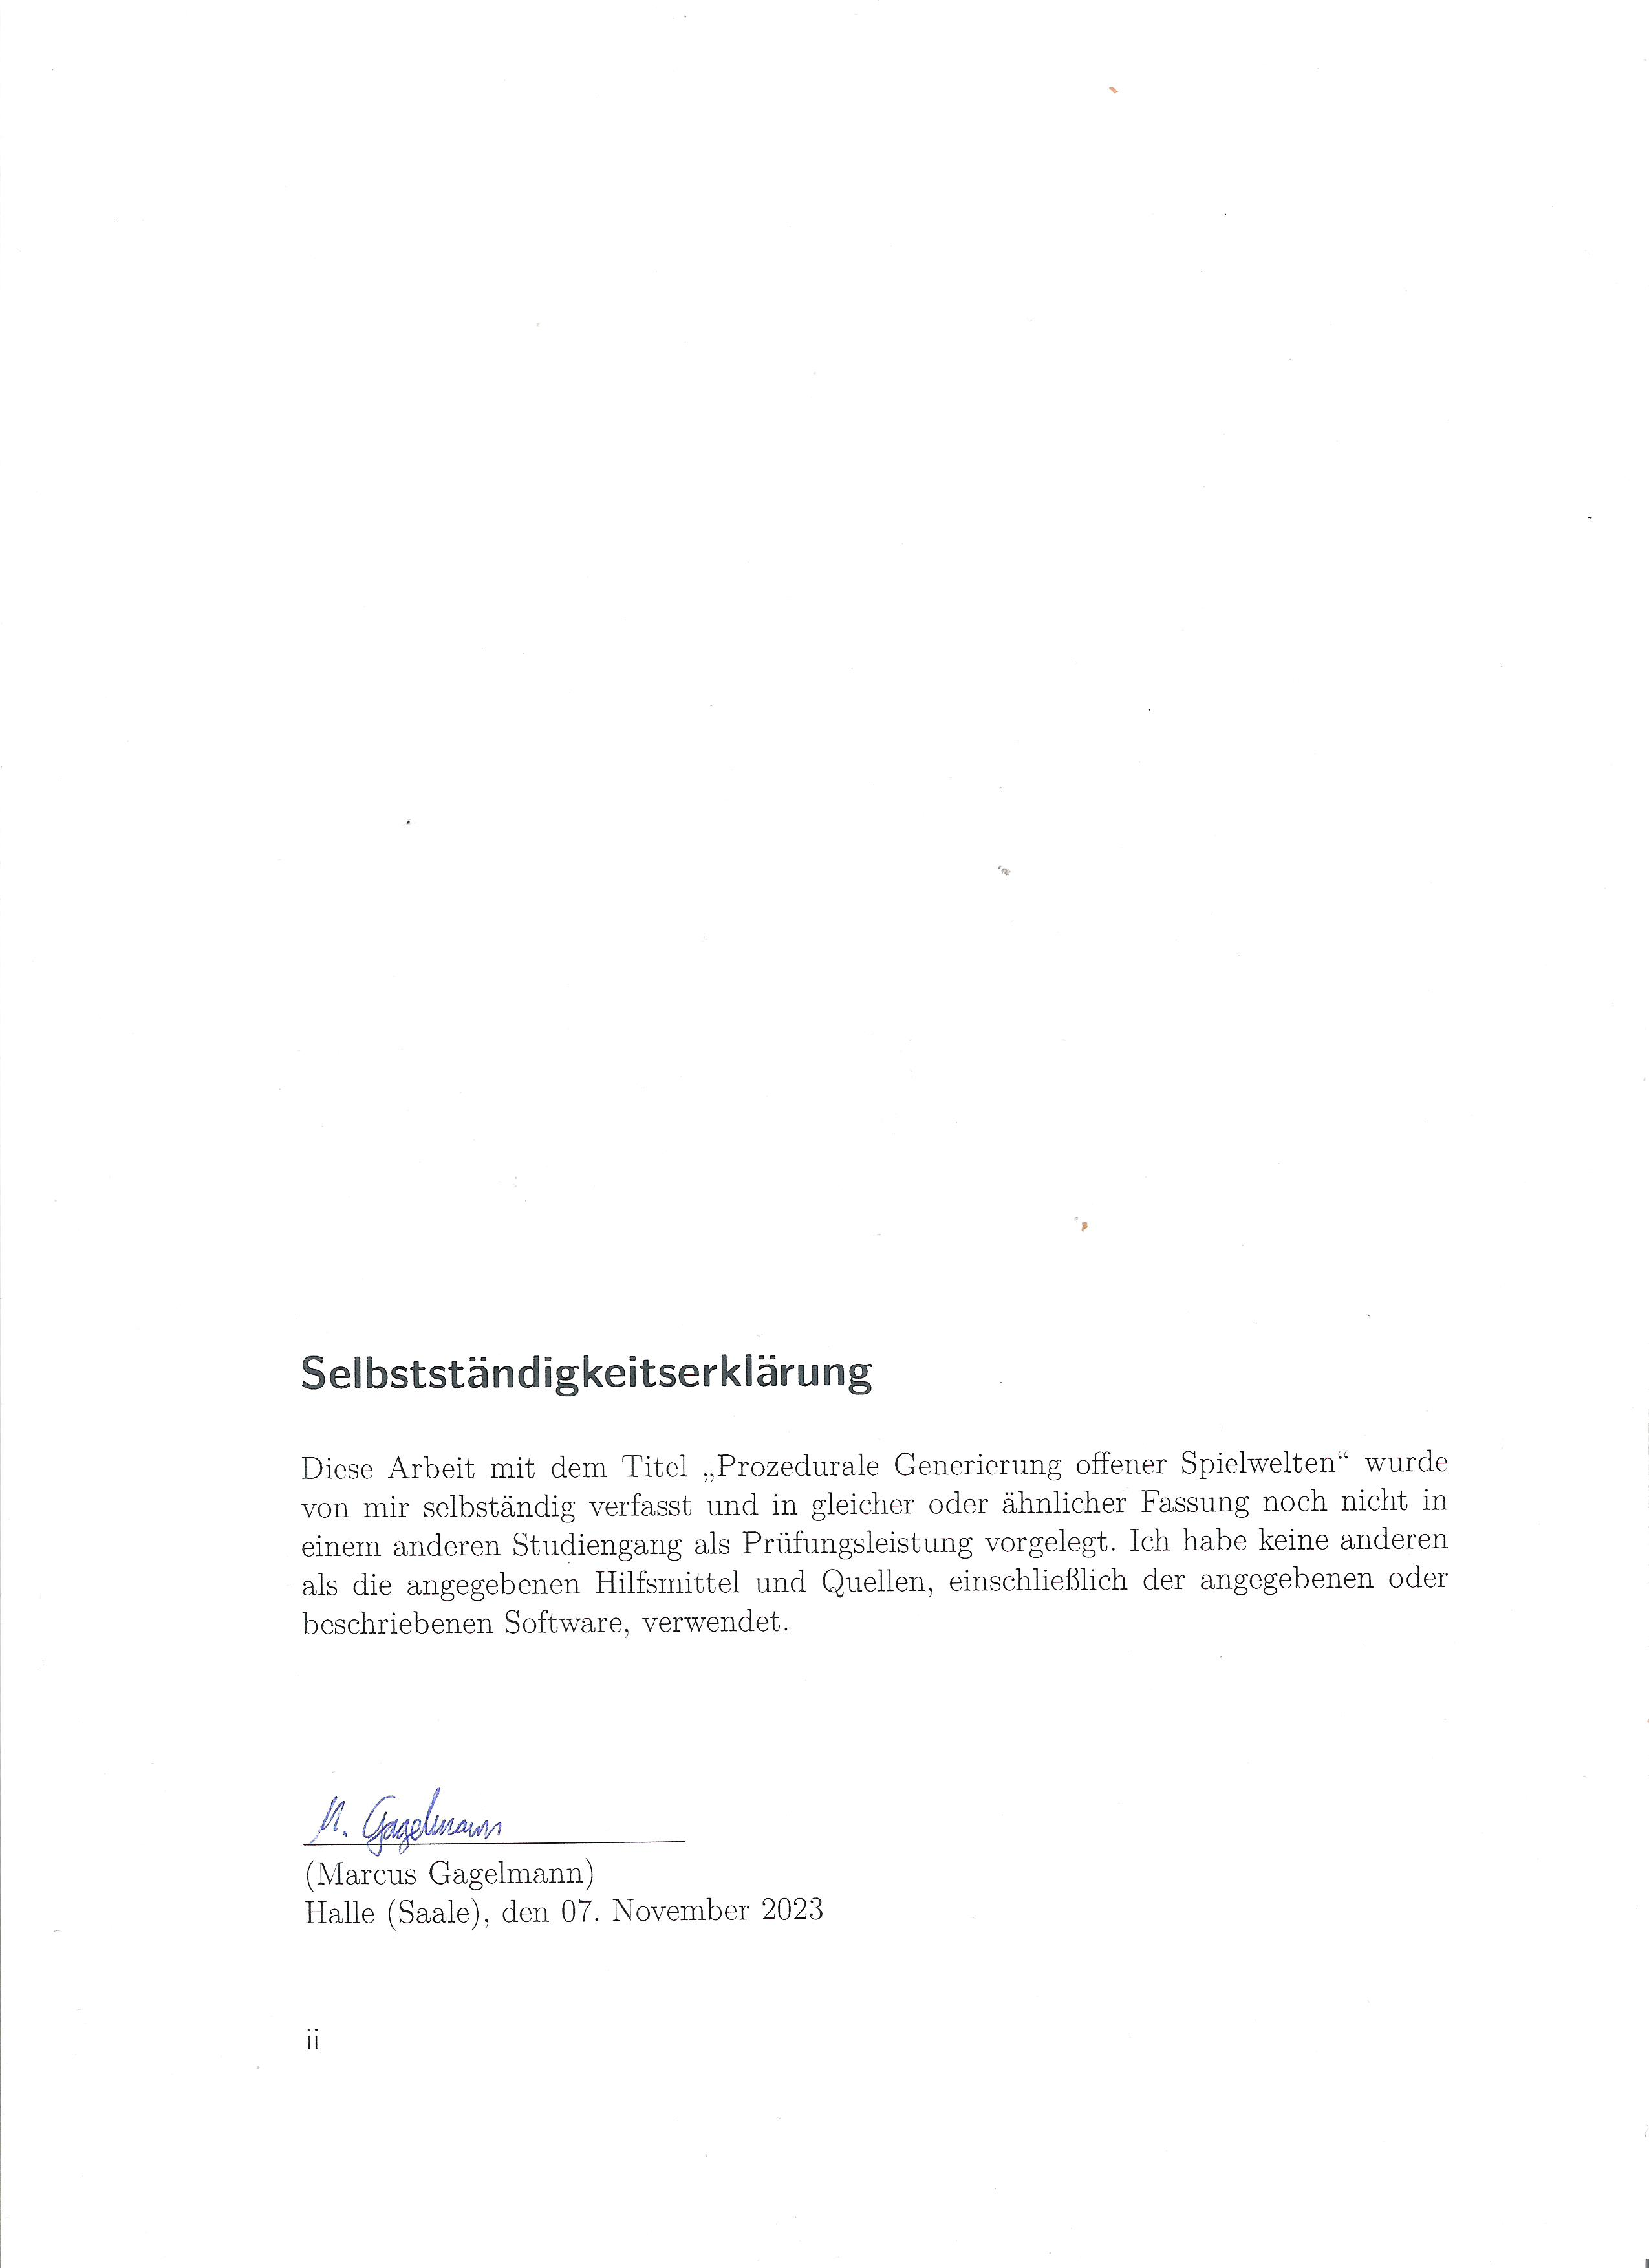 Selbstständigkeitserklärung
Diese Arbeit mit dem Titel „Prozedurale Generierung offener Spielwelten“ wurde
von mir selbständig verfasst und in gleicher oder ähnlicher Fassung noch nicht in
einem anderen Studiengang als Prüfungsleistung vorgelegt. Ich habe keine anderen
als die angegebenen Hilfsmittel und Quellen, einschließlich der angegebenen oder
beschriebenen Software, verwendet.
M. Gagelmann
(Marcus Gagelmann)
Halle (Saale), den 07. November 2023
ii